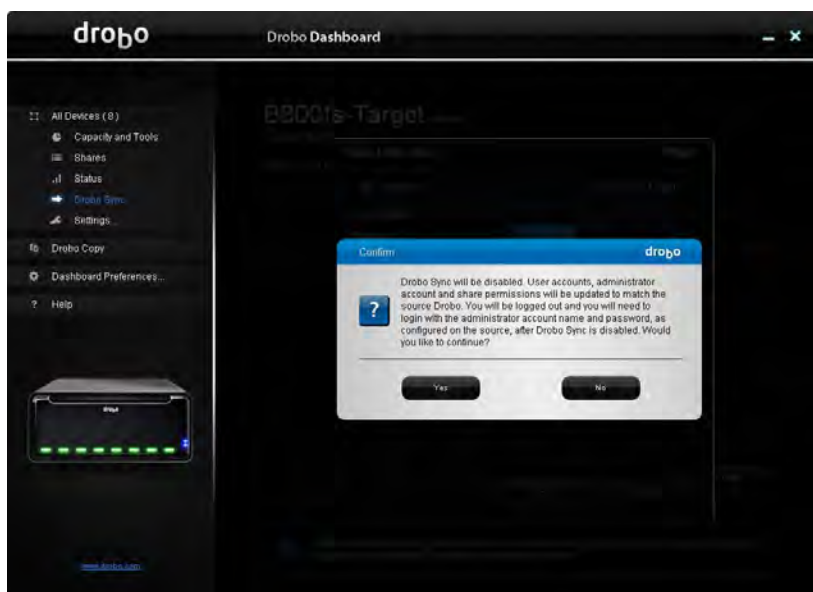 drobo
Drobo Dashboard
All Devices (8)
Capacity and Tools
Shares
Status
Drobo Sync
Settings...
Drobo Copy
Dashboard Preferences...
Help
B800fs-Target
Confirm
drobo
Drobo Sync will be disabled. User accounts, administrator
account and share permissions will be updated to match the
source Drobo. You will be logged out and you will need to
login with the administrator account name and password, as
configured on the source, after Drobo Sync is disabled. Would
you like to continue?
Yes
No
drobo
www.drobo.com